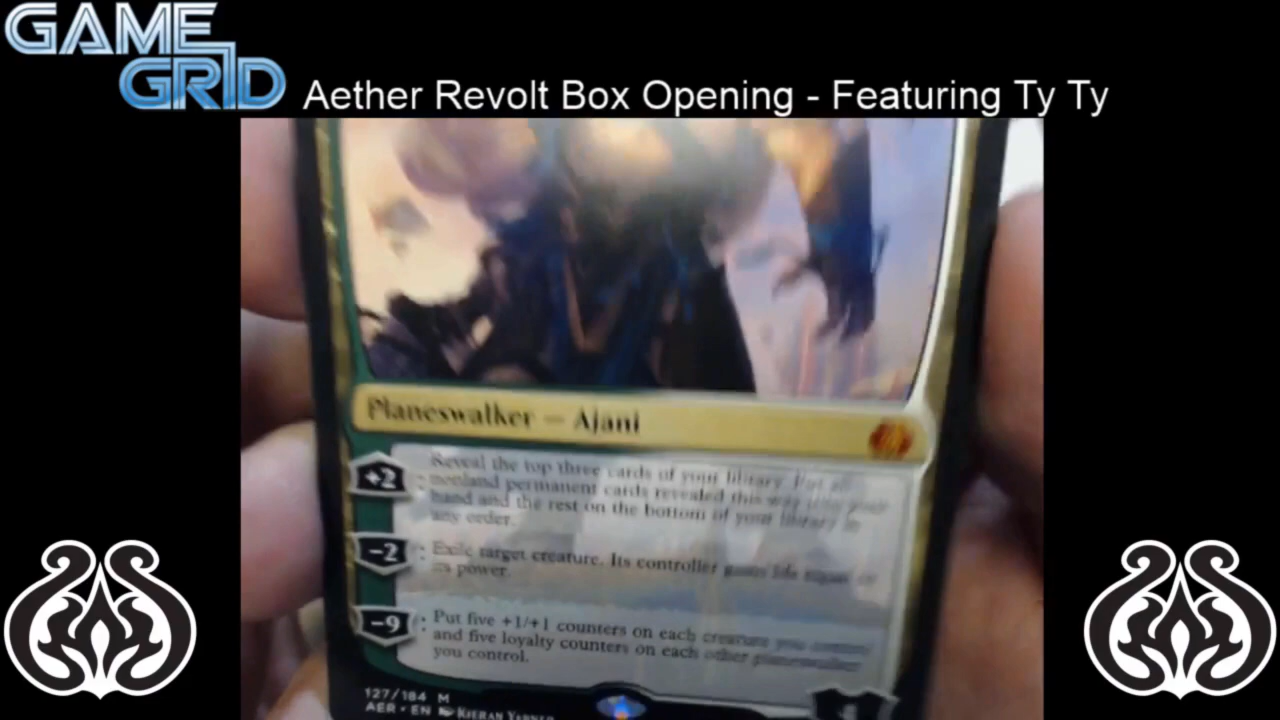 GAME
GRID
Aether Revolt Box Opening - Featuring Ty Ty
Planeswalker — Ajani
+2 : Reveal the top three cards of your library. Put all
nonland permanent cards revealed this way into your
hand and the rest on the bottom of your library in
any order.
-2 : Exile target creature. Its controller gains life equal to
its power.
-9 : Put five +1/+1 counters on each creature you control
and five loyalty counters on each other planeswalker
you control.
127/184 M
AER • EN KIERAN YANNER